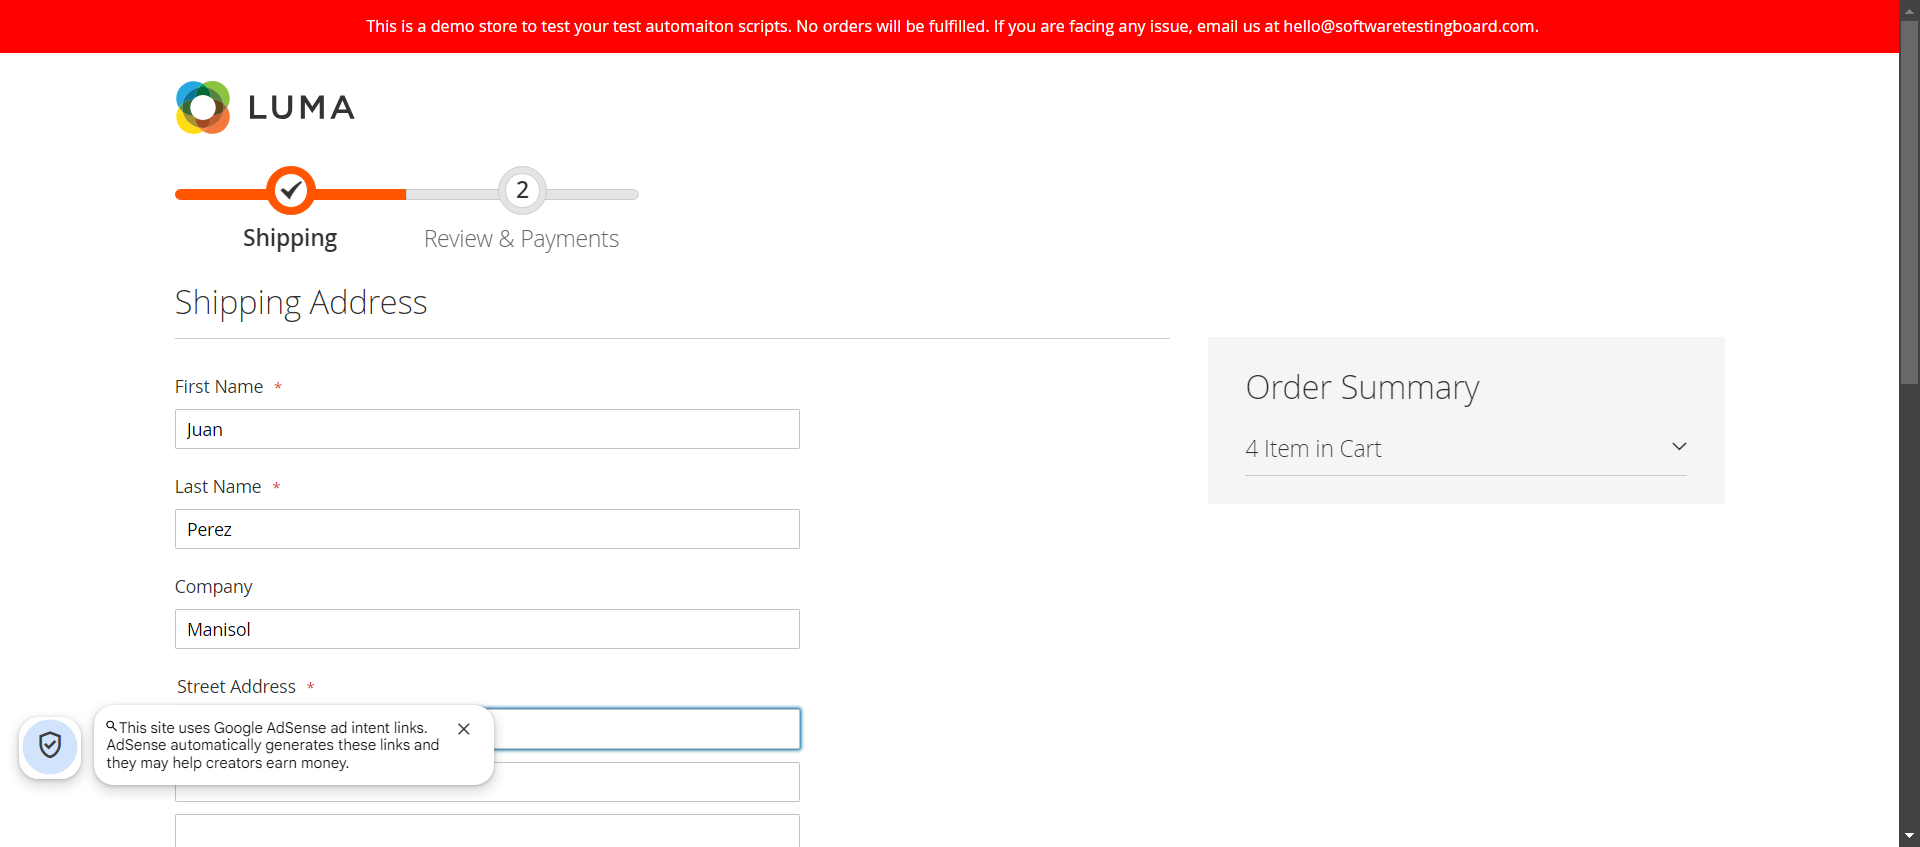 This is a demo store to test your test automaiton scripts. No orders will be fulfilled. If you are facing any issue, email us at hello@softwaretestingboard.com.
LUMA
2
Shipping
Review & Payments
Shipping Address
First Name *
Juan
Last Name *
Perez
Company
Manisol
Street Address *
This site uses Google AdSense ad intent links.
AdSense automatically generates these links and
they may help creators earn money.
Order Summary
4 Item in Cart